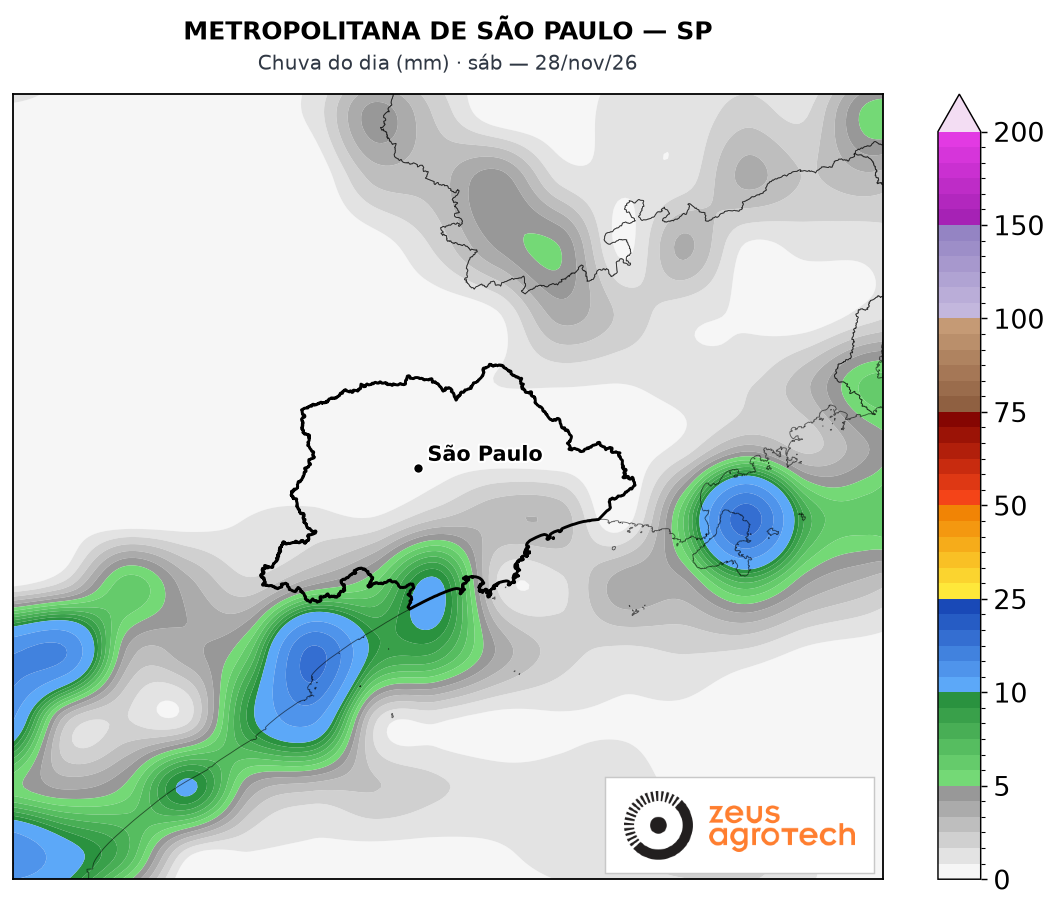 METROPOLITANA DE SÃO PAULO — SP
Chuva do dia (mm) · sáb — 28/nov/26
200
150
100
75
50
25
10
5
0
São Paulo
zeus
agrotech